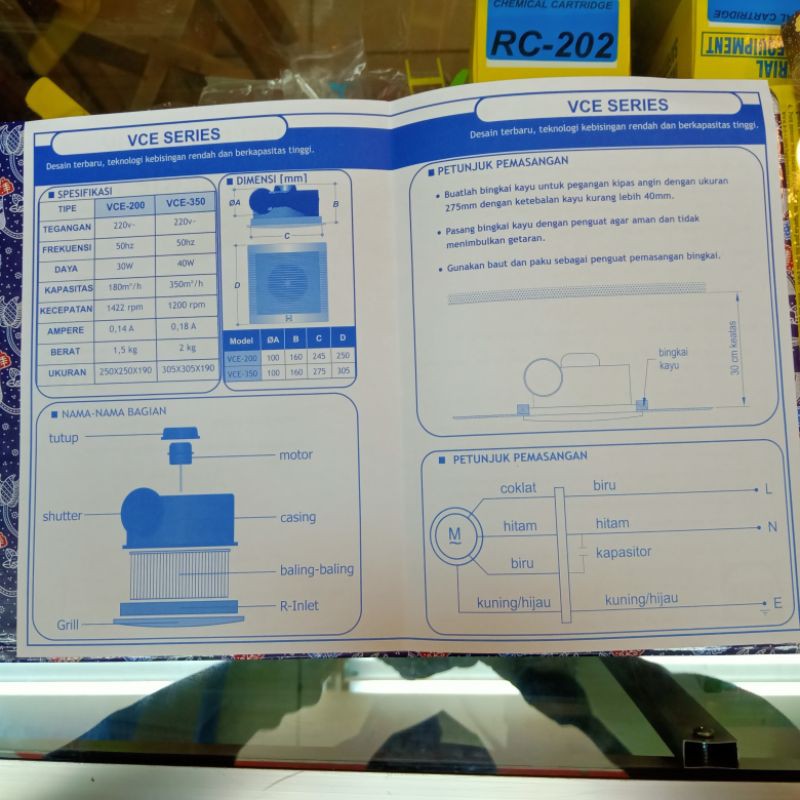 CHEMICAL CARTRIDGE
RC-202
CARTRIDGE
EQUIPMENT
VCE SERIES
Desain terbaru, teknologi kebisingan rendah dan berkapasitas tinggi.
SPESIFIKASI
TIPE VCE-200 VCE-350
TEGANGAN 220v~ 220v~
FREKUENSI 50hz 50hz
DAYA 30W 40W
KAPASITAS 180m³/h 350m³/h
KECEPATAN 1422 rpm 1200 rpm
AMPERE 0,14 A 0,18 A
BERAT 1,5 kg 2 kg
UKURAN 250X250X190 305X305X190
DIMENSI [mm]
ØA
B
C
D
Model ØA B C D
VCE-200 100 160 245 250
VCE-350 100 160 275 305
NAMA-NAMA BAGIAN
tutup
motor
shutter
casing
baling-baling
R-Inlet
Grill
VCE SERIES
Desain terbaru, teknologi kebisingan rendah dan berkapasitas tinggi.
PETUNJUK PEMASANGAN
• Buatlah bingkai kayu untuk pegangan kipas angin dengan ukuran
275mm dengan ketebalan kayu kurang lebih 40mm.
• Pasang bingkai kayu dengan penguat agar aman dan tidak
menimbulkan getaran.
• Gunakan baut dan paku sebagai penguat pemasangan bingkai.
bingkai
kayu
30 cm keatas
PETUNJUK PEMASANGAN
coklat biru L
M
~
hitam hitam N
biru kapasitor
kuning/hijau kuning/hijau E